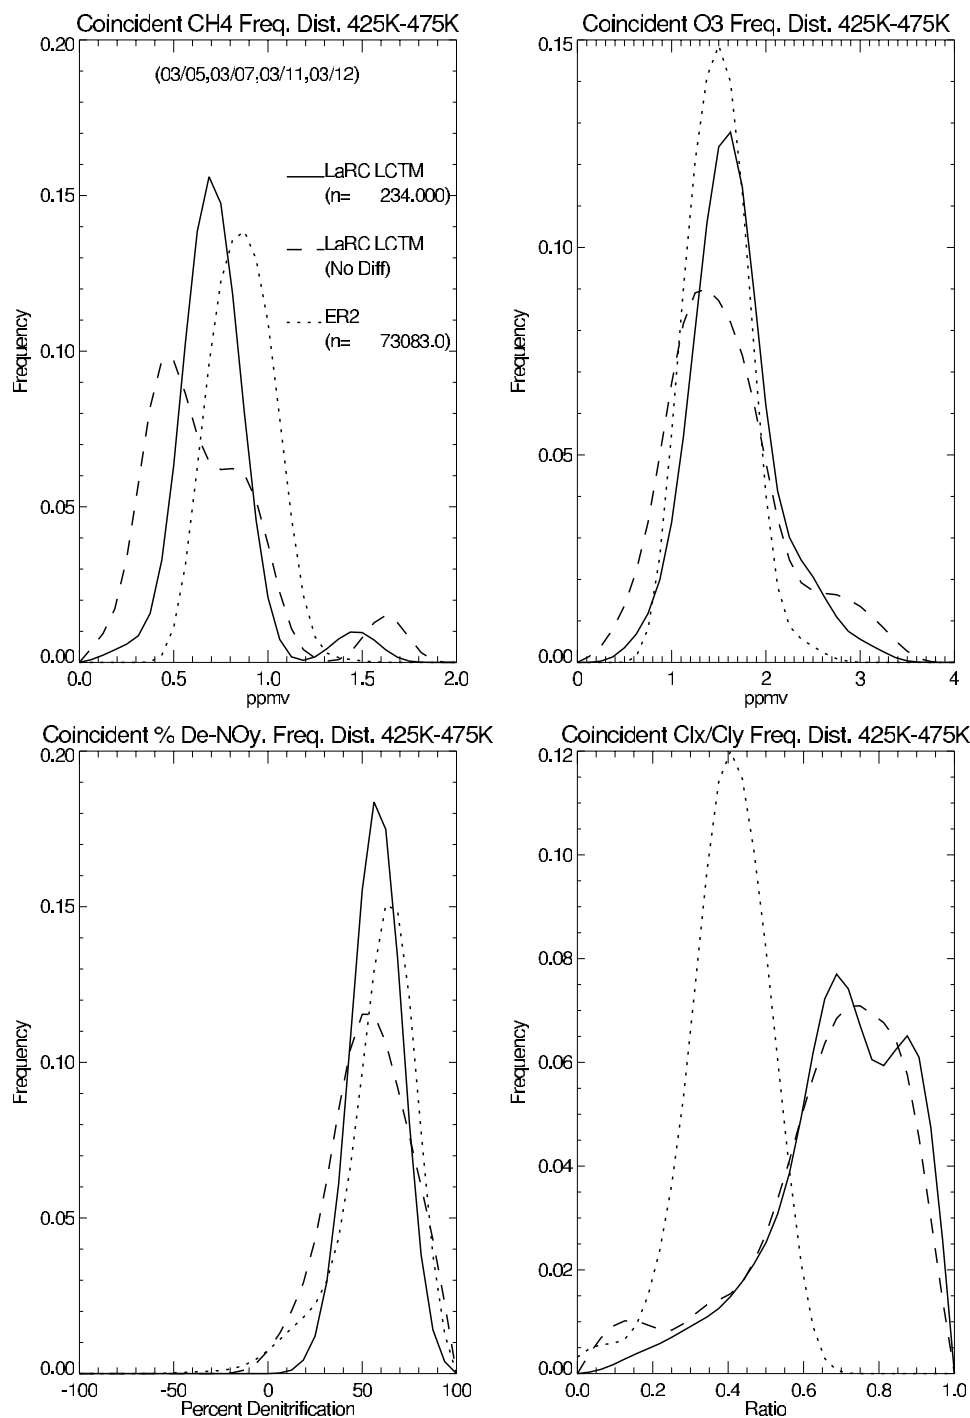 Coincident CH4 Freq. Dist. 425K-475K
0.20
(03/05,03/07,03/11,03/12)
LaRC LCTM
(n= 234.000)
0.15
LaRC LCTM
(No Diff)
ER2
(n= 73083.0)
0.10
Frequency
0.05
0.00
0.0 0.5 1.0 1.5 2.0
ppmv
Coincident O3 Freq. Dist. 425K-475K
0.15
0.10
Frequency
0.05
0.00
0.0 1 2 3 4
ppmv
Coincident % De-NOy. Freq. Dist. 425K-475K
0.20
0.15
0.10
Frequency
0.05
0.00
-100 -50 0 50 100
Percent Denitrification
Coincident Clx/Cly Freq. Dist. 425K-475K
0.12
0.10
0.08
0.06
Frequency
0.04
0.02
0.00
0.0 0.2 0.4 0.6 0.8 1.0
Ratio